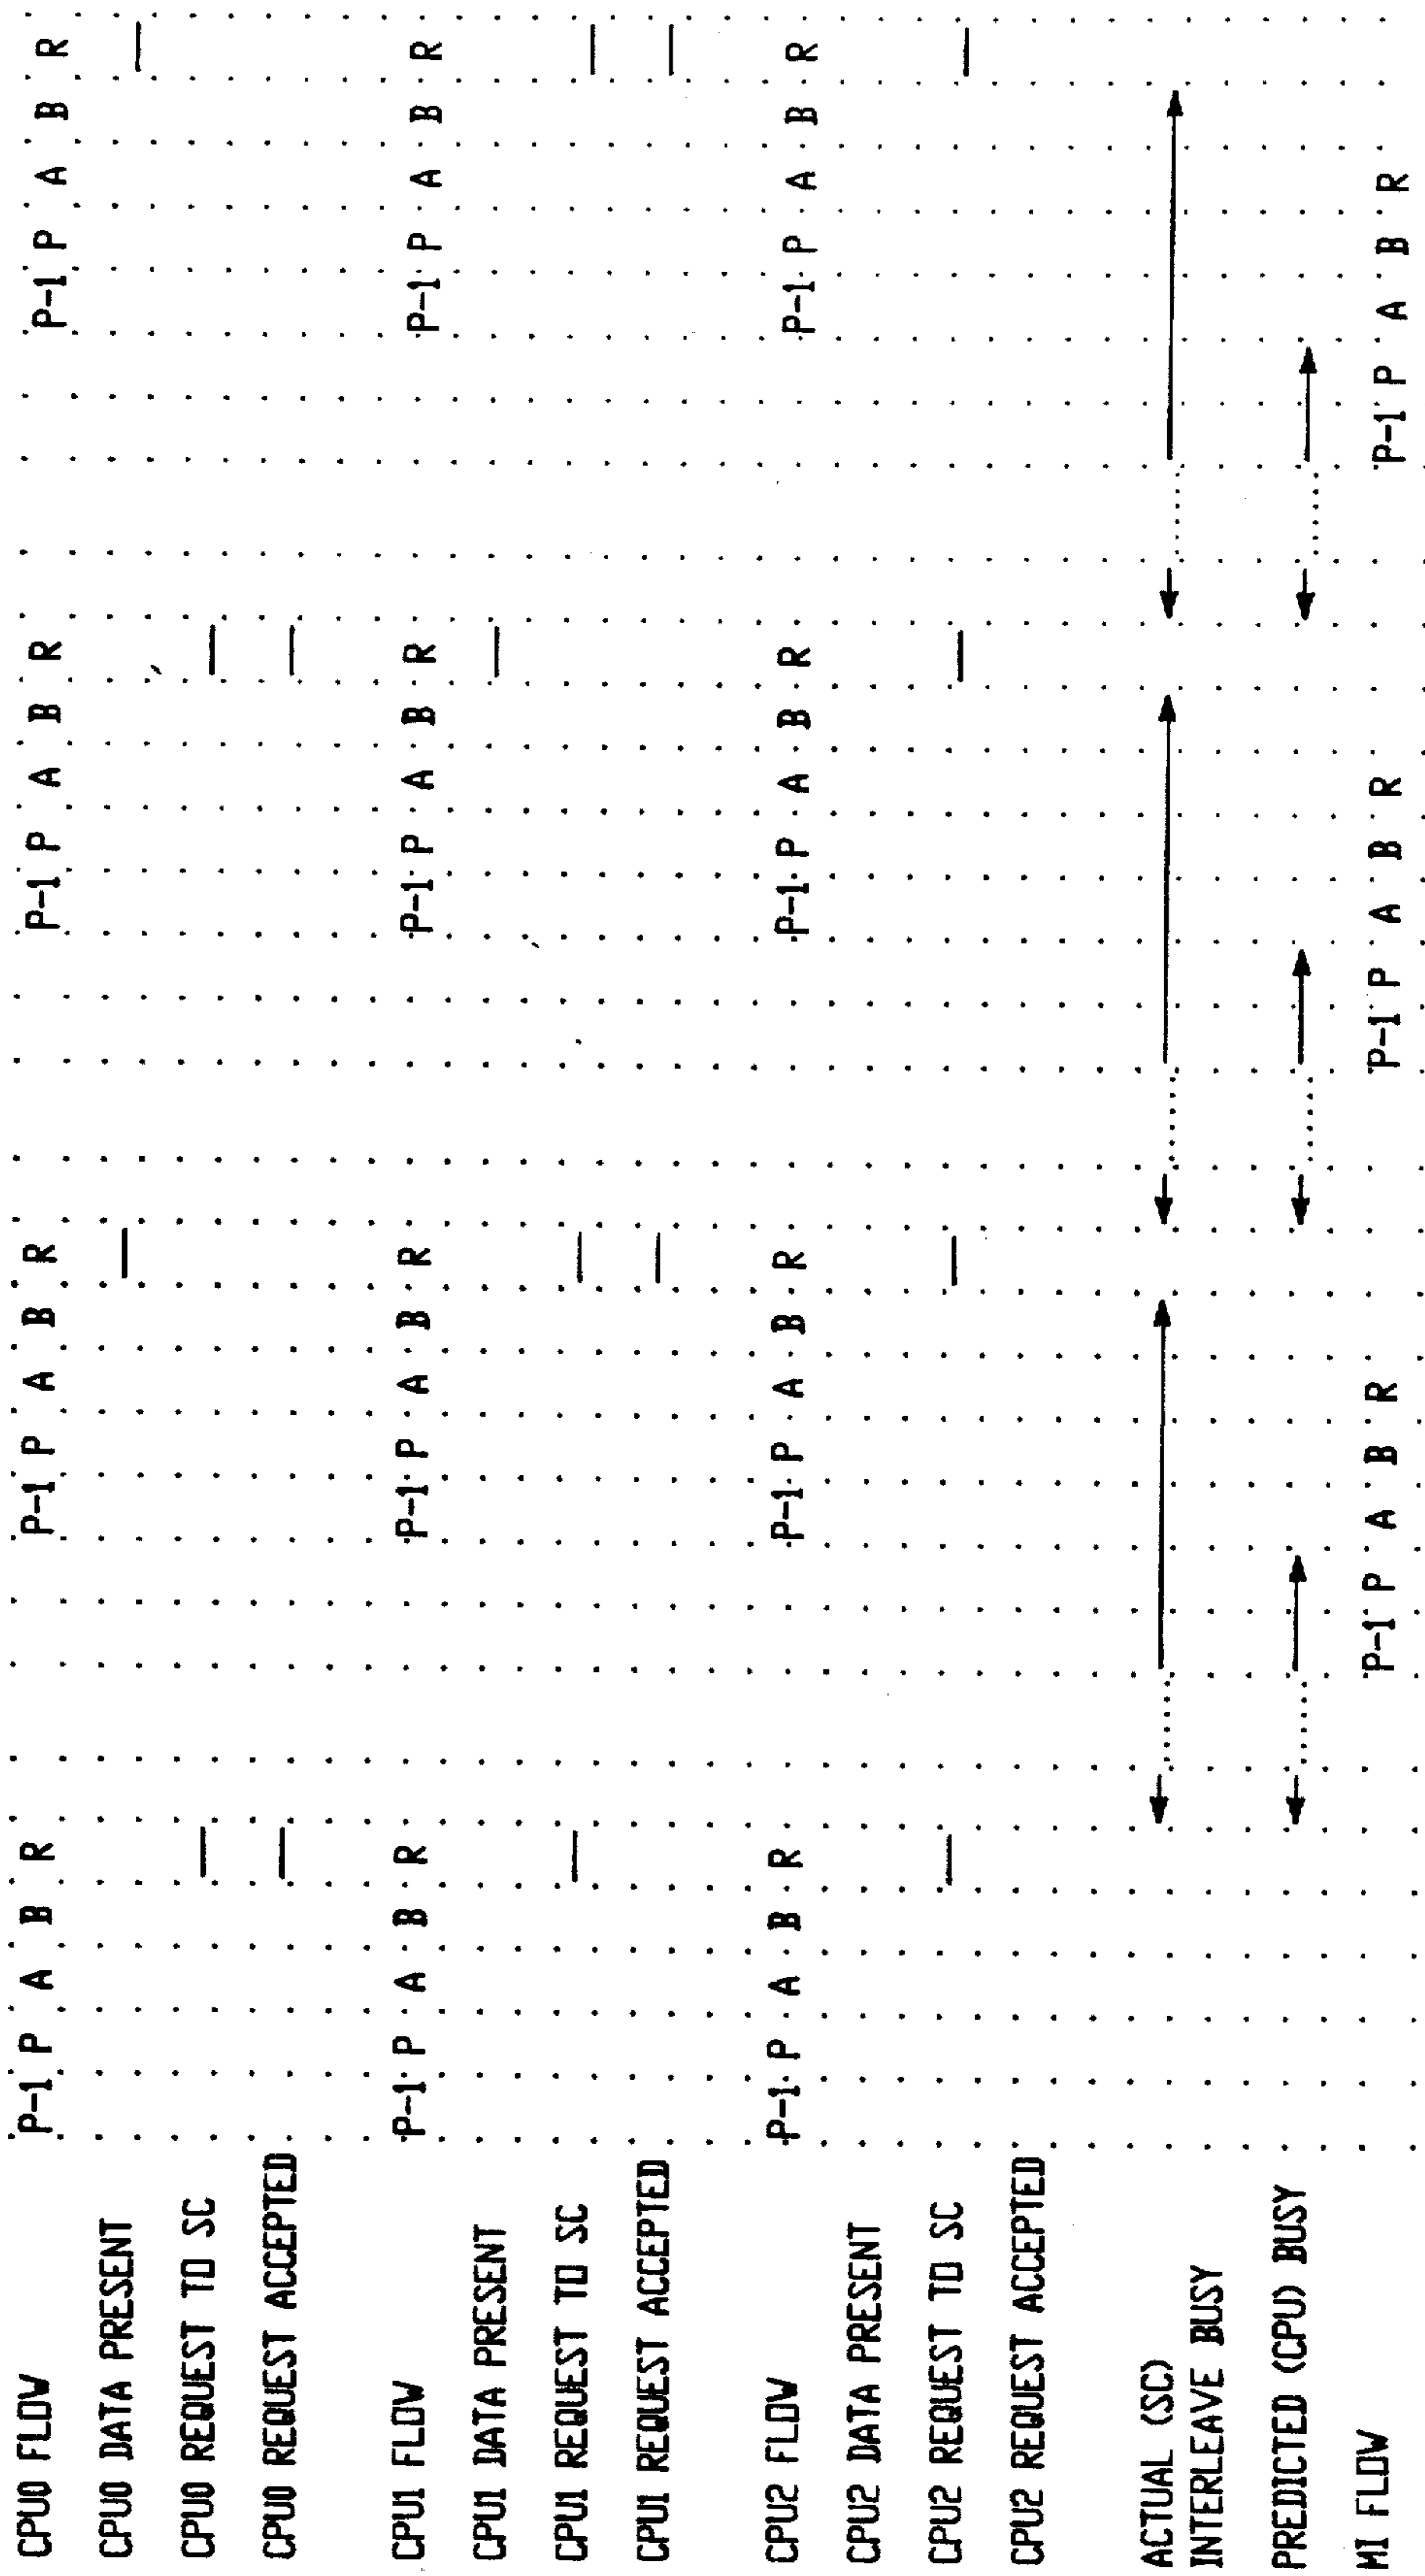 CPU0 FLOW P-1 P A B R P-1 P A B R P-1 P A B R P-1 P A B R
CPU0 DATA PRESENT
CPU0 REQUEST TO SC
CPU0 REQUEST ACCEPTED
CPU1 FLOW P-1 P A B R P-1 P A B R P-1 P A B R P-1 P A B R
CPU1 DATA PRESENT
CPU1 REQUEST TO SC
CPU1 REQUEST ACCEPTED
CPU2 FLOW P-1 P A B R P-1 P A B R P-1 P A B R P-1 P A B R
CPU2 DATA PRESENT
CPU2 REQUEST TO SC
CPU2 REQUEST ACCEPTED
ACTUAL (SC)
INTERLEAVE BUSY
PREDICTED (CPU) BUSY
MI FLOW P-1 P A B R P-1 P A B R P-1 P A B R